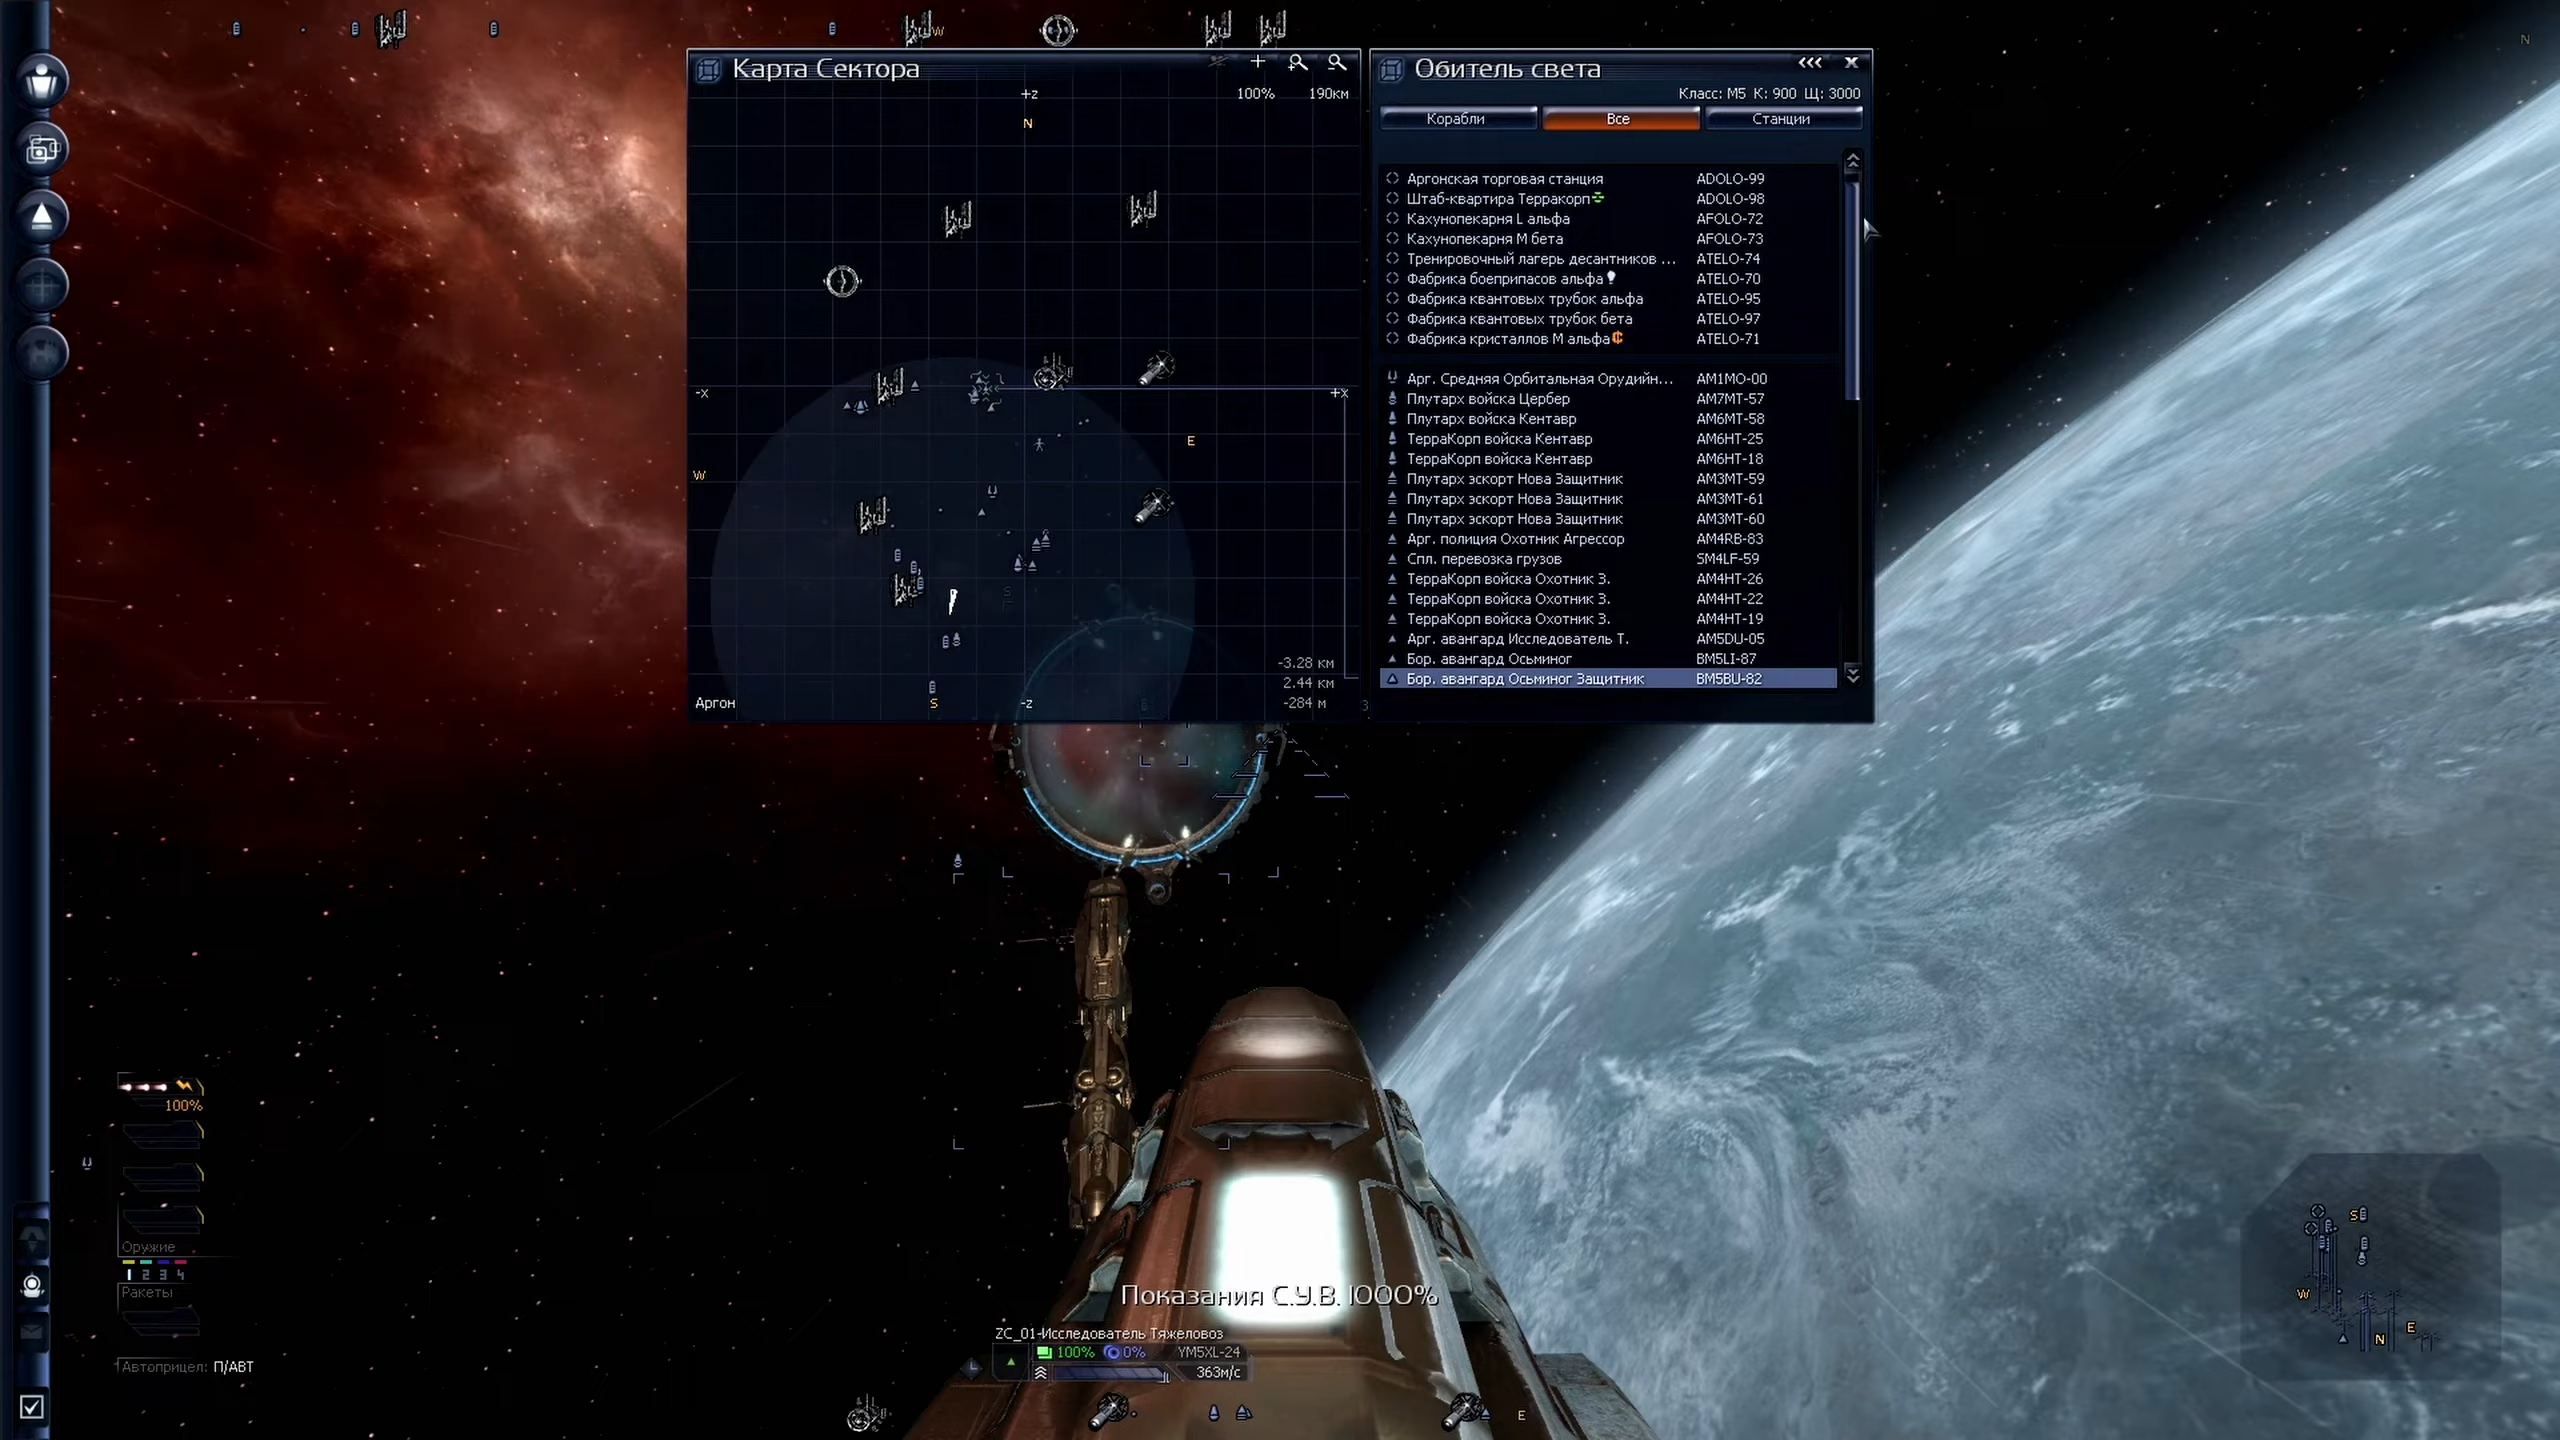 W
N
Карта Сектора
+z
100% 190км
N
-x
+x
E
W
-3.28 км
2.44 км
-284 м
Аргон
S
-z
Обитель света
Класс: М5 К: 900 Щ: 3000
Корабли Все Станции
Аргонская торговая станция ADOLO-99
Штаб-квартира Терракорп ADOLO-98
Кахунопекарня L альфа AFOLO-72
Кахунопекарня М бета AFOLO-73
Тренировочный лагерь десантников ... ATELO-74
Фабрика боеприпасов альфа ATELO-70
Фабрика квантовых трубок альфа ATELO-95
Фабрика квантовых трубок бета ATELO-97
Фабрика кристаллов М альфа ATELO-71
Арг. Средняя Орбитальная Орудийн... AM1MO-00
Плутарх войска Цербер AM7MT-57
Плутарх войска Кентавр AM6MT-58
ТерраКорп войска Кентавр AM6HT-25
ТерраКорп войска Кентавр AM6HT-18
Плутарх эскорт Нова Защитник AM3MT-59
Плутарх эскорт Нова Защитник AM3MT-61
Плутарх эскорт Нова Защитник AM3MT-60
Арг. полиция Охотник Агрессор AM4RB-83
Спл. перевозка грузов SM4LF-59
ТерраКорп войска Охотник З. AM4HT-26
ТерраКорп войска Охотник З. AM4HT-22
ТерраКорп войска Охотник З. AM4HT-19
Арг. авангард Исследователь Т. AM5DU-05
Бор. авангард Осьминог BM5LI-87
Бор. авангард Осьминог Защитник BM5BU-82
100%
Оружие
1 2 3 4
Ракеты
Автоприцел: П/АВТ
Показания С.У.В. 1000%
ZC_01-Исследователь Тяжеловоз
100% 0% YM5XL-24
363м/с
E
S
W
E
N